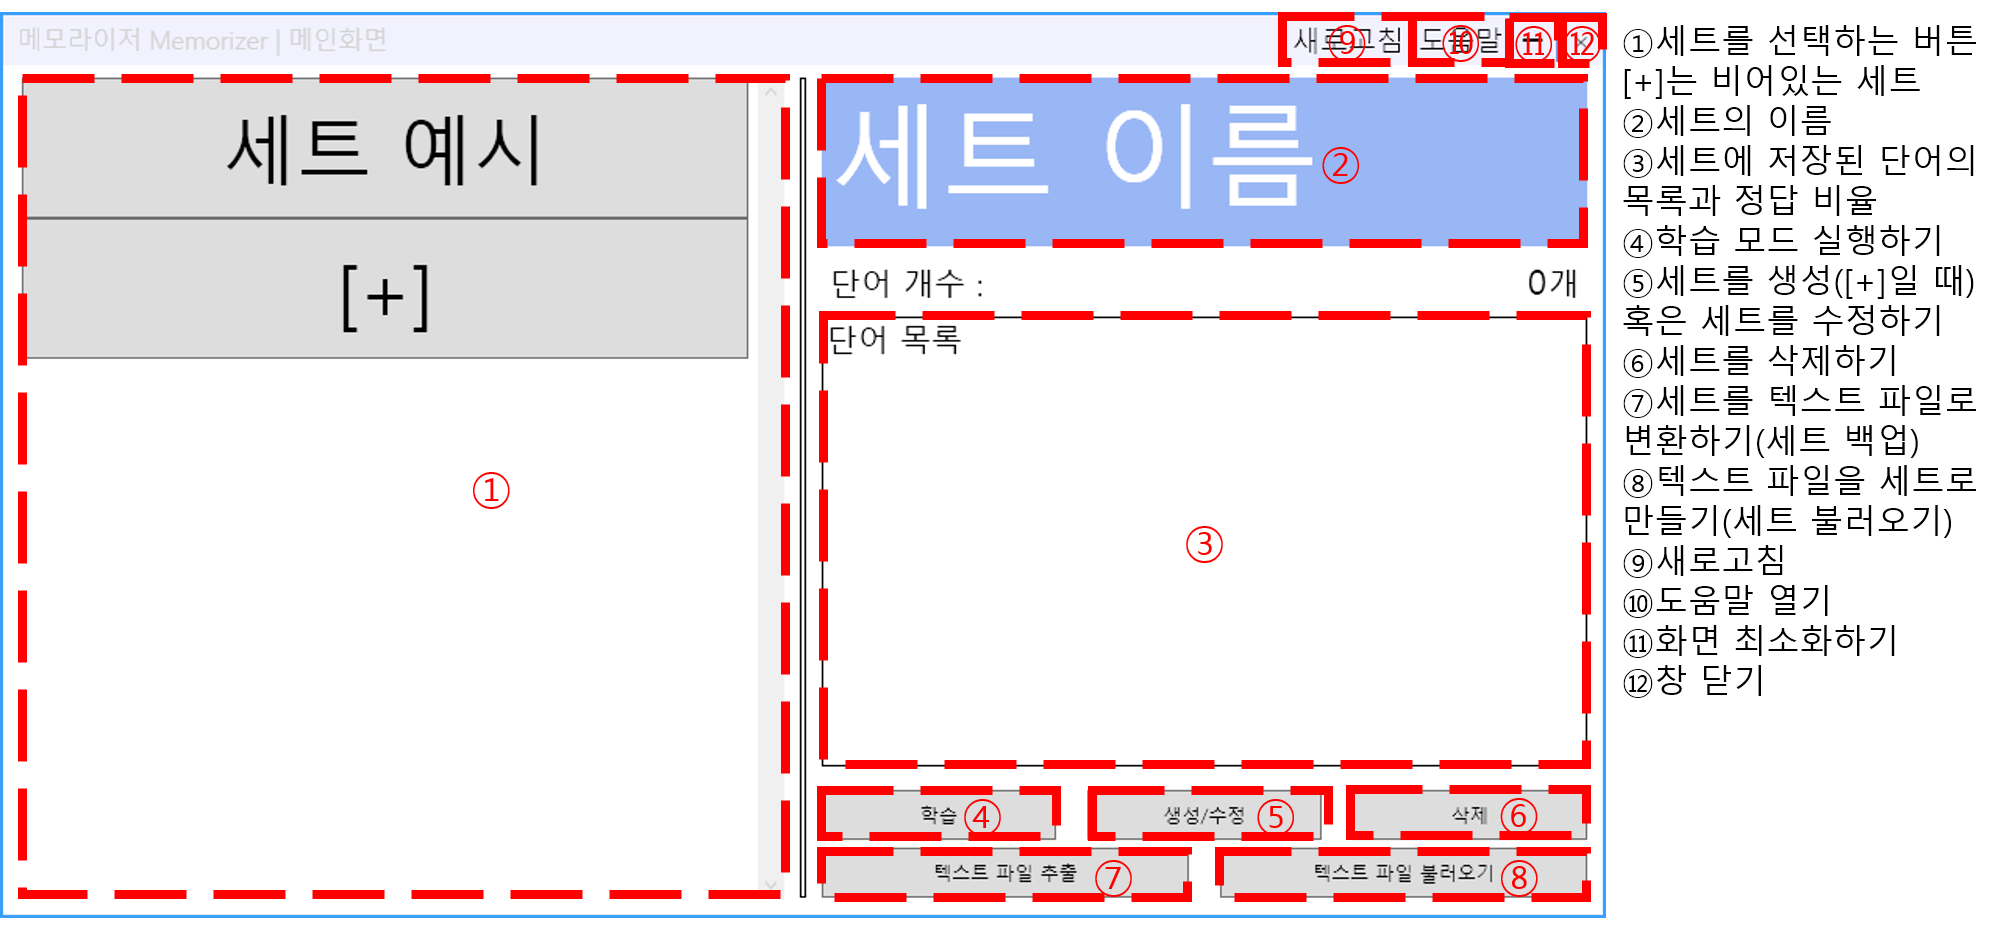 메모라이저 Memorizer | 메인화면
새로고침 ⑨ 도움말 ⑩ ⑪ ⑫
세트 예시
[+]
①
세트 이름 ②
단어 개수 : 0개
단어 목록
③
학습 ④ 생성/수정 ⑤ 삭제 ⑥
텍스트 파일 추출 ⑦ 텍스트 파일 불러오기 ⑧
①세트를 선택하는 버튼
[+]는 비어있는 세트
②세트의 이름
③세트에 저장된 단어의
목록과 정답 비율
④학습 모드 실행하기
⑤세트를 생성([+]일 때)
혹은 세트를 수정하기
⑥세트를 삭제하기
⑦세트를 텍스트 파일로
변환하기(세트 백업)
⑧텍스트 파일을 세트로
만들기(세트 불러오기)
⑨새로고침
⑩도움말 열기
⑪화면 최소화하기
⑫창 닫기